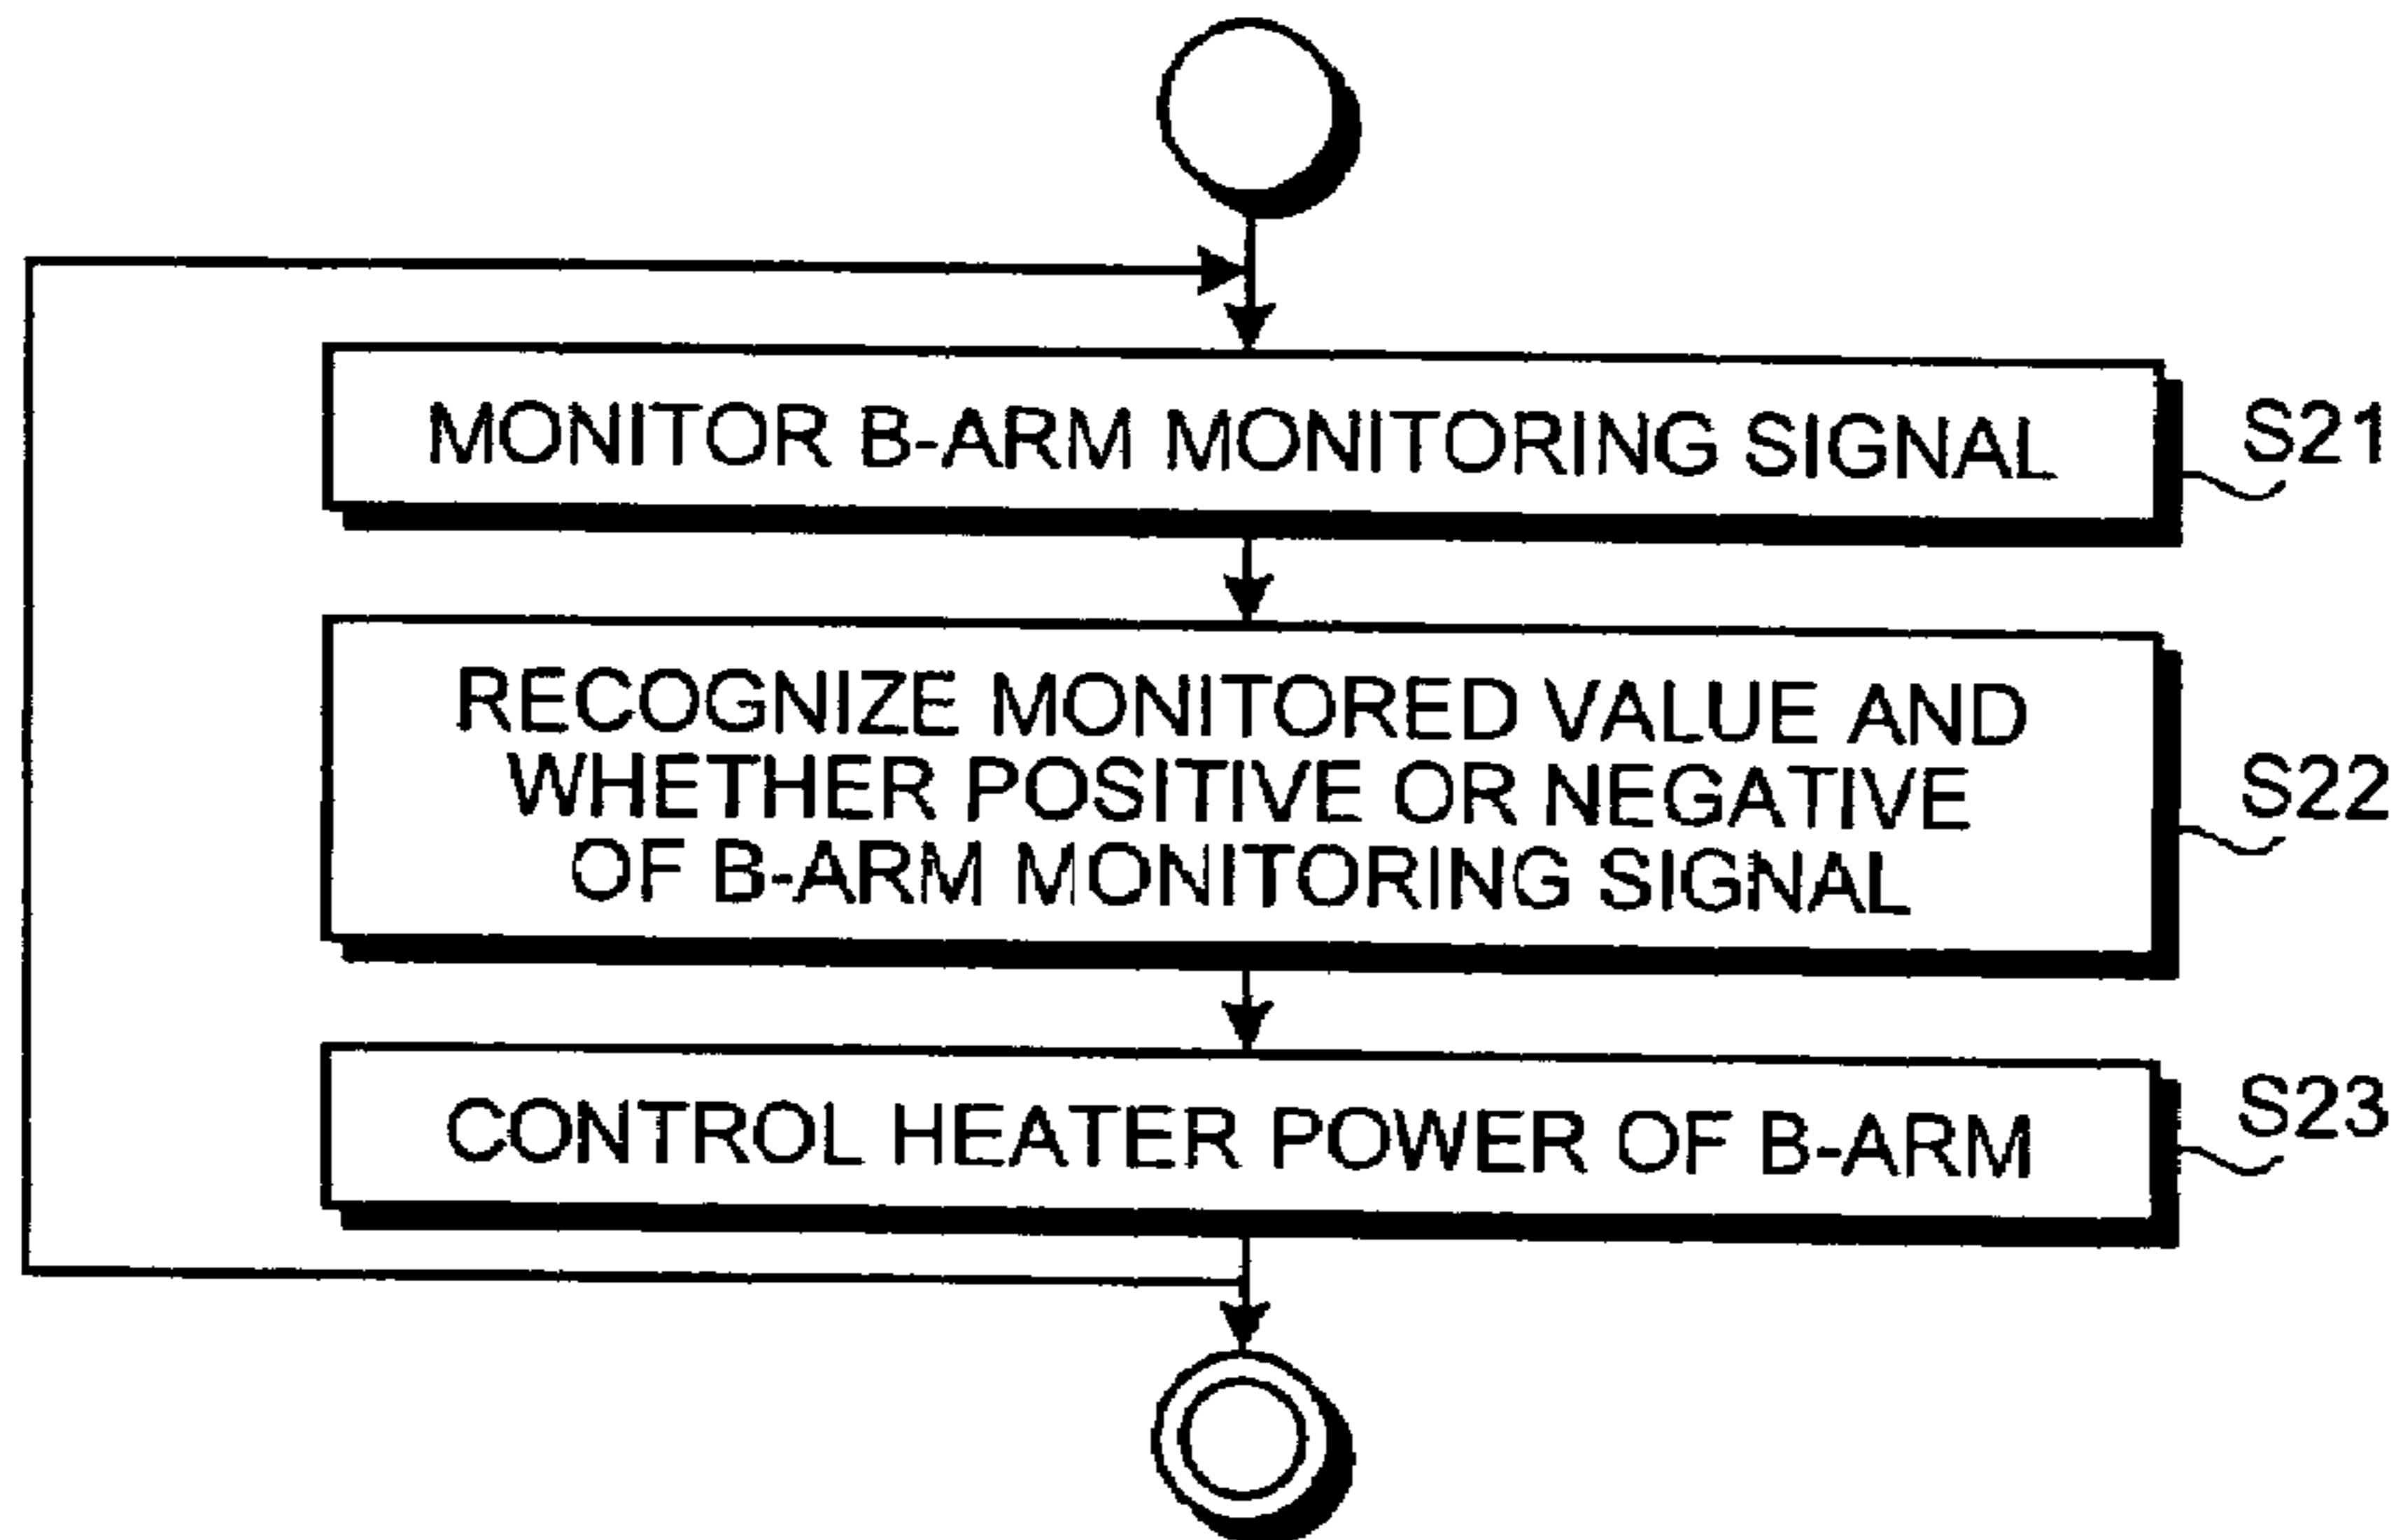 MONITOR B-ARM MONITORING SIGNAL
S21
RECOGNIZE MONITORED VALUE AND
WHETHER POSITIVE OR NEGATIVE
OF B-ARM MONITORING SIGNAL
S22
CONTROL HEATER POWER OF B-ARM
S23